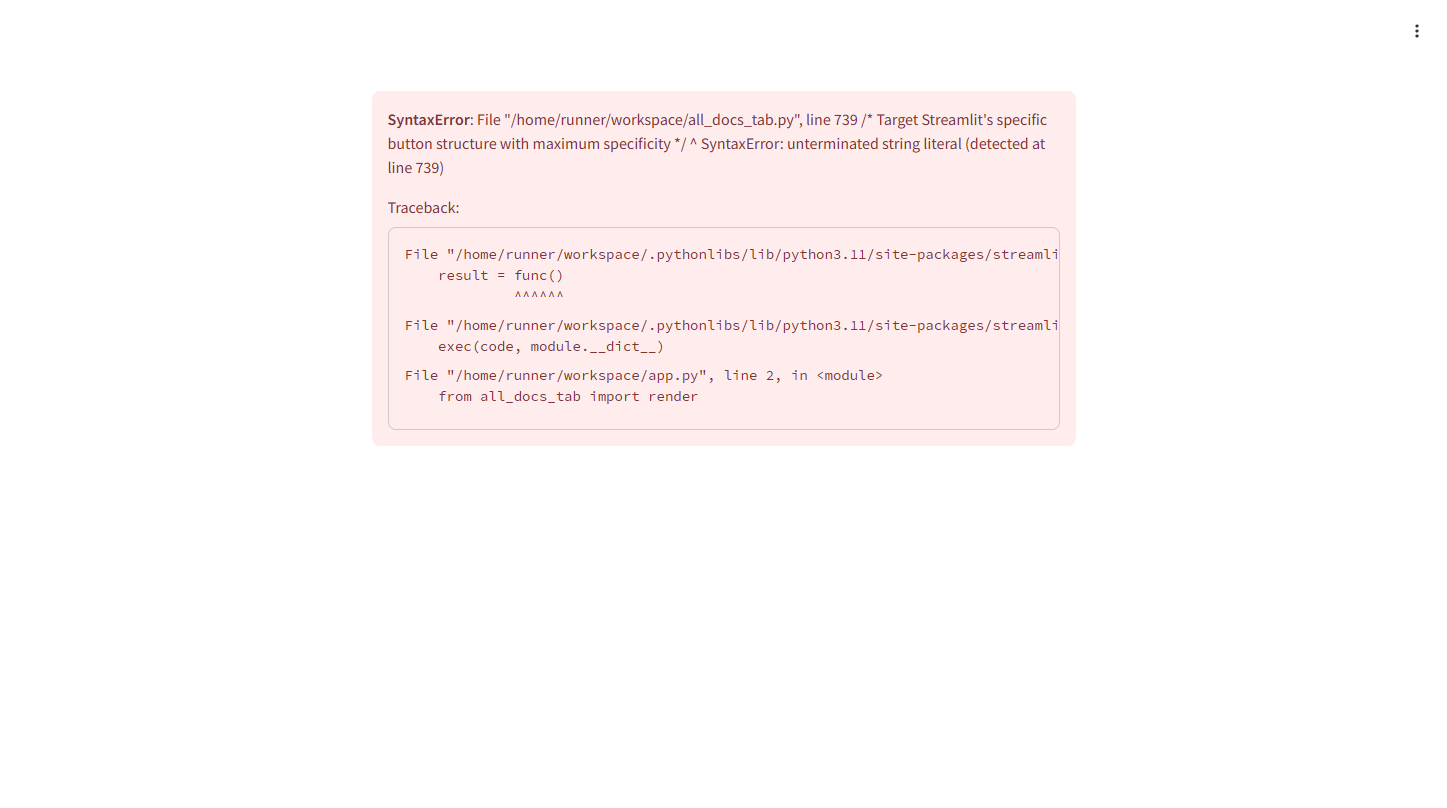 SyntaxError: File "/home/runner/workspace/all_docs_tab.py", line 739 /* Target Streamlit's specific
button structure with maximum specificity */ ^ SyntaxError: unterminated string literal (detected at
line 739)
Traceback:
File "/home/runner/workspace/.pythonlibs/lib/python3.11/site-packages/streamli
    result = func()
             ^^^^^^
File "/home/runner/workspace/.pythonlibs/lib/python3.11/site-packages/streamli
    exec(code, module.__dict__)
File "/home/runner/workspace/app.py", line 2, in <module>
    from all_docs_tab import render